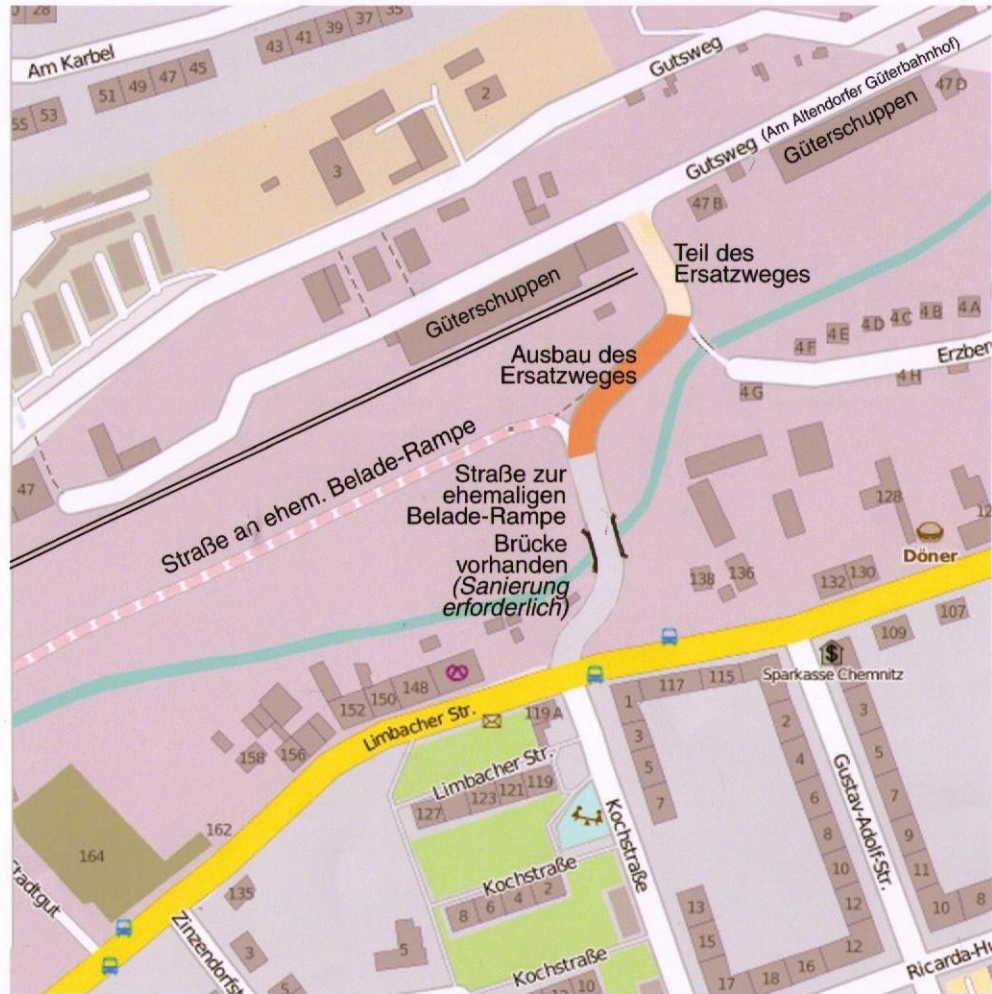 28
Am Karbel
43
41
39
37
35
51
49
47
45
53
55
Gutsweg
2
3
Gutsweg (Am Altendorfer Güterbahnhof)
47 D
Güterschuppen
47 B
Teil des
Ersatzweges
Güterschuppen
4F
4E
4D
4C
4B
4A
Ausbau des
Ersatzweges
4G
4H
47
Straße an ehem. Belade-Rampe
Straße zur
ehemaligen
Belade-Rampe
Brücke
vorhanden
(Sanierung
erforderlich)
128
Döner
138
136
132
130
107
109
Sparkasse Chemnitz
$
152
150
148
158
156
Limbacher Str.
119 A
117
115
1
3
5
7
Limbacher Str.
127
123
121
119
Kochstraße
2
4
6
8
10
12
12
Gustav-Adolf-Str.
3
5
7
9
11
10
8
164
162
135
3
5
Kochstraße
8
6
4
2
5
13
15
17
18
16
Kochstraße
10